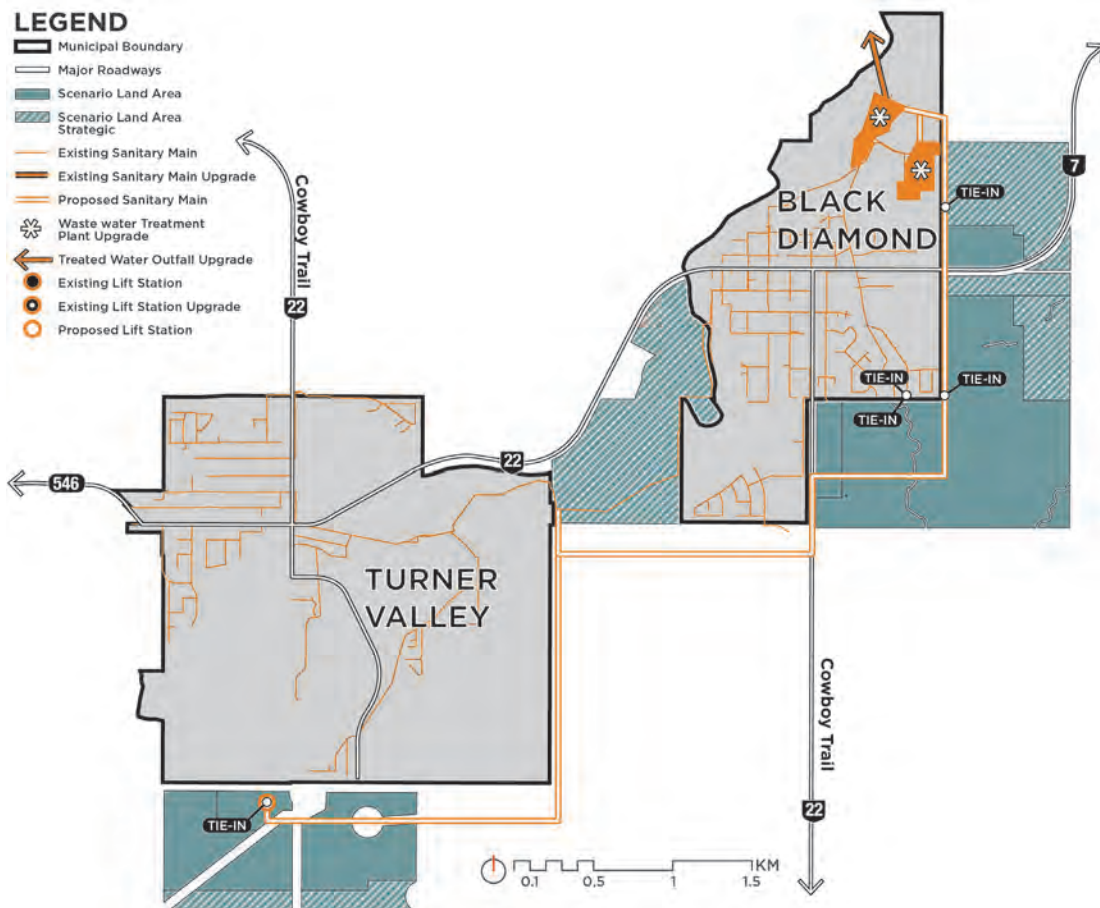 LEGEND
Municipal Boundary
Major Roadways
Scenario Land Area
Scenario Land Area
Strategic
Existing Sanitary Main
Existing Sanitary Main Upgrade
Proposed Sanitary Main
Waste water Treatment
Plant Upgrade
Treated Water Outfall Upgrade
Existing Lift Station
Existing Lift Station Upgrade
Proposed Lift Station
Cowboy Trail
22
7
TIE-IN
BLACK
DIAMOND
TIE-IN
TIE-IN
TIE-IN
22
546
TURNER
VALLEY
Cowboy Trail
22
TIE-IN
KM
0.1
0.5
1
1.5